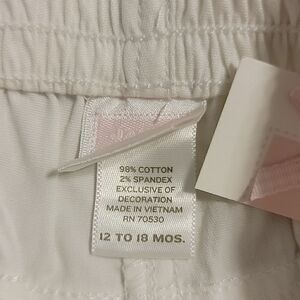 98% COTTON
2% SPANDEX
EXCLUSIVE OF
DECORATION
MADE IN VIETNAM
RN 70530
12 TO 18 MOS.